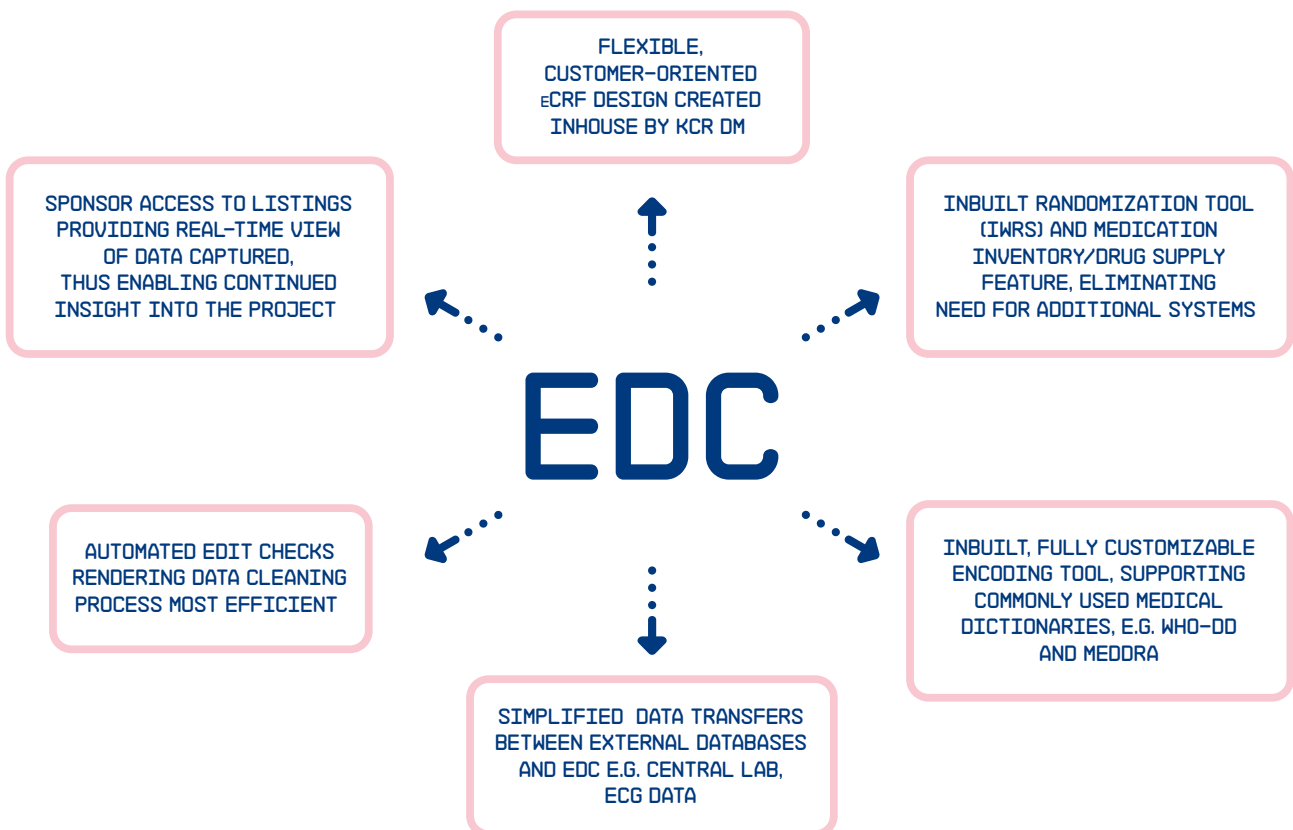 FLEXIBLE,
CUSTOMER-ORIENTED
ECRF DESIGN CREATED
INHOUSE BY KCR DM
SPONSOR ACCESS TO LISTINGS
PROVIDING REAL-TIME VIEW
OF DATA CAPTURED,
THUS ENABLING CONTINUED
INSIGHT INTO THE PROJECT
INBUILT RANDOMIZATION TOOL
(IWRS) AND MEDICATION
INVENTORY/DRUG SUPPLY
FEATURE, ELIMINATING
NEED FOR ADDITIONAL SYSTEMS
EDC
AUTOMATED EDIT CHECKS
RENDERING DATA CLEANING
PROCESS MOST EFFICIENT
INBUILT, FULLY CUSTOMIZABLE
ENCODING TOOL, SUPPORTING
COMMONLY USED MEDICAL
DICTIONARIES, E.G. WHO-DD
AND MEDDRA
SIMPLIFIED DATA TRANSFERS
BETWEEN EXTERNAL DATABASES
AND EDC E.G. CENTRAL LAB,
ECG DATA